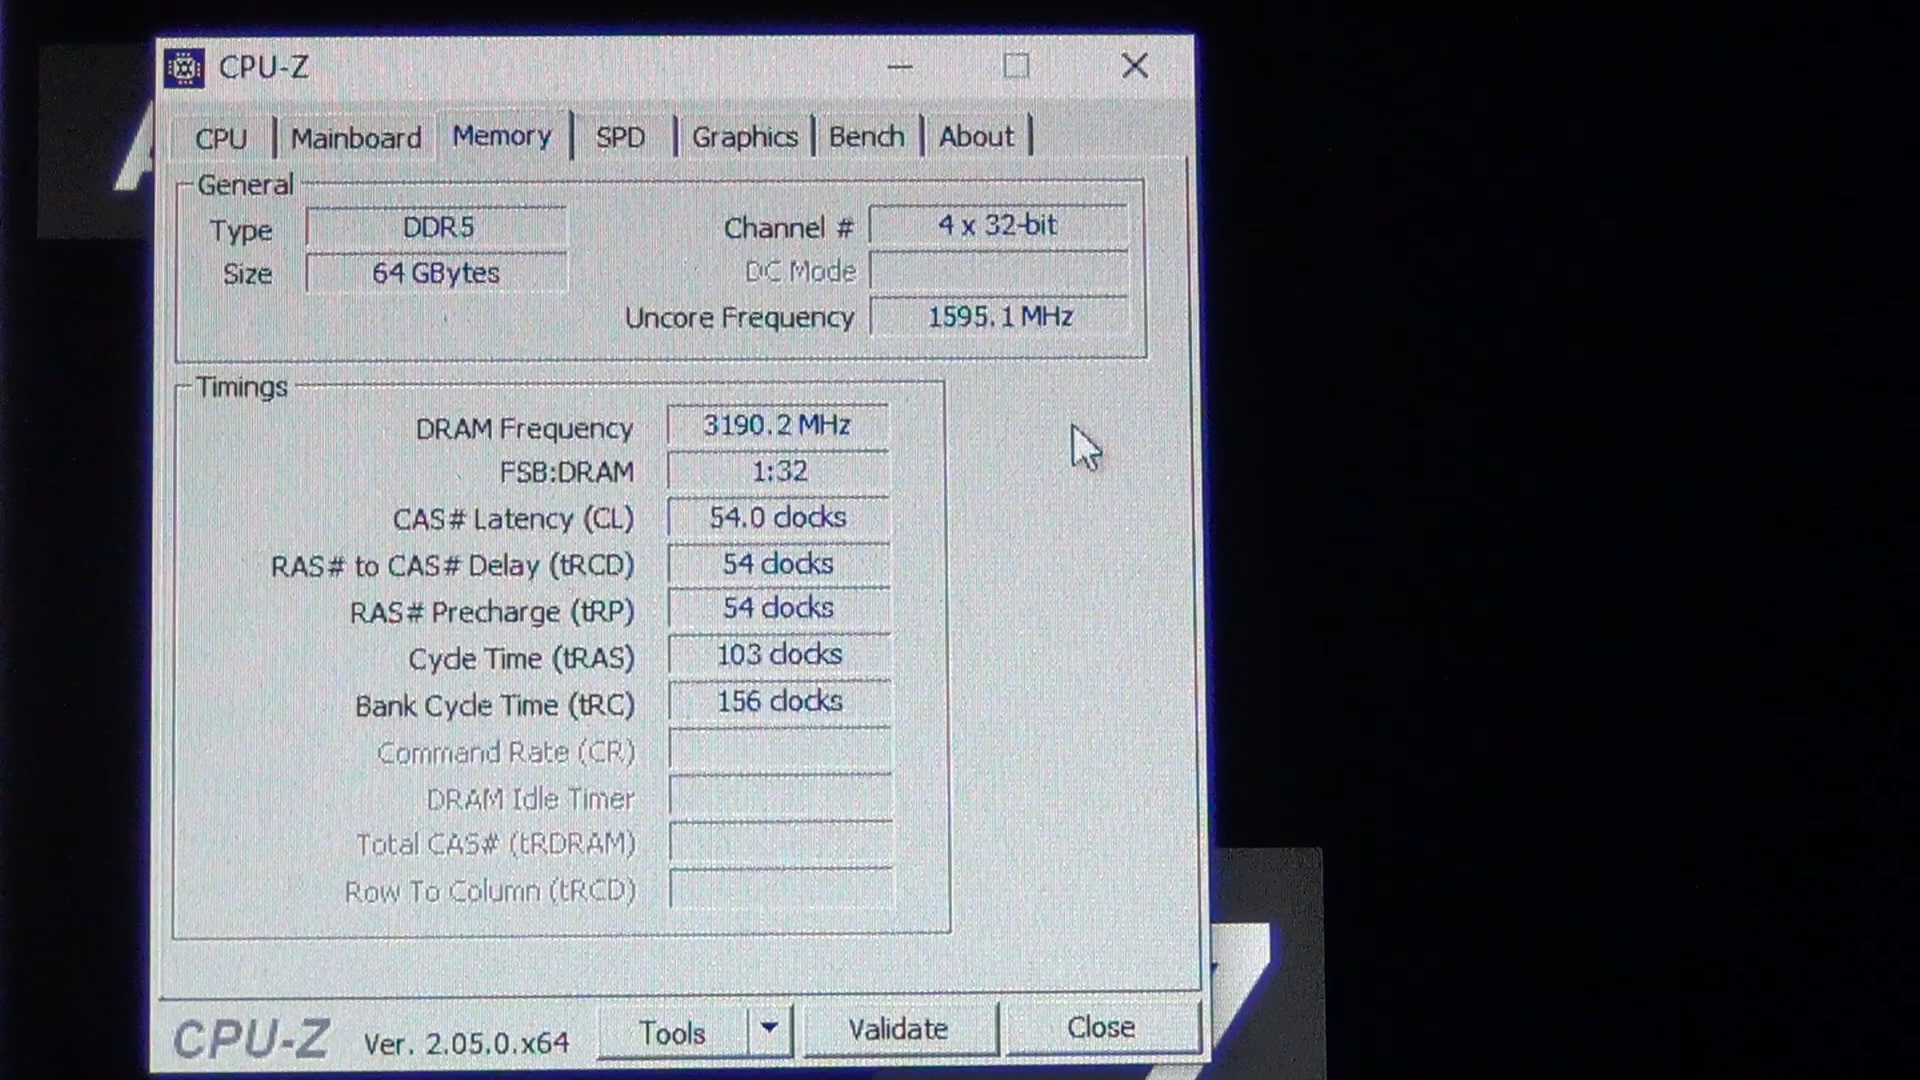 CPU-Z
CPU Mainboard Memory SPD Graphics Bench About
General
Type DDR5 Channel # 4 x 32-bit
Size 64 GBytes DC Mode
Uncore Frequency 1595.1 MHz
Timings
DRAM Frequency 3190.2 MHz
FSB:DRAM 1:32
CAS# Latency (CL) 54.0 clocks
RAS# to CAS# Delay (tRCD) 54 clocks
RAS# Precharge (tRP) 54 clocks
Cycle Time (tRAS) 103 clocks
Bank Cycle Time (tRC) 156 clocks
Command Rate (CR)
DRAM Idle Timer
Total CAS# (tRDRAM)
Row To Column (tRCD)
CPU-Z Ver. 2.05.0.x64 Tools Validate Close